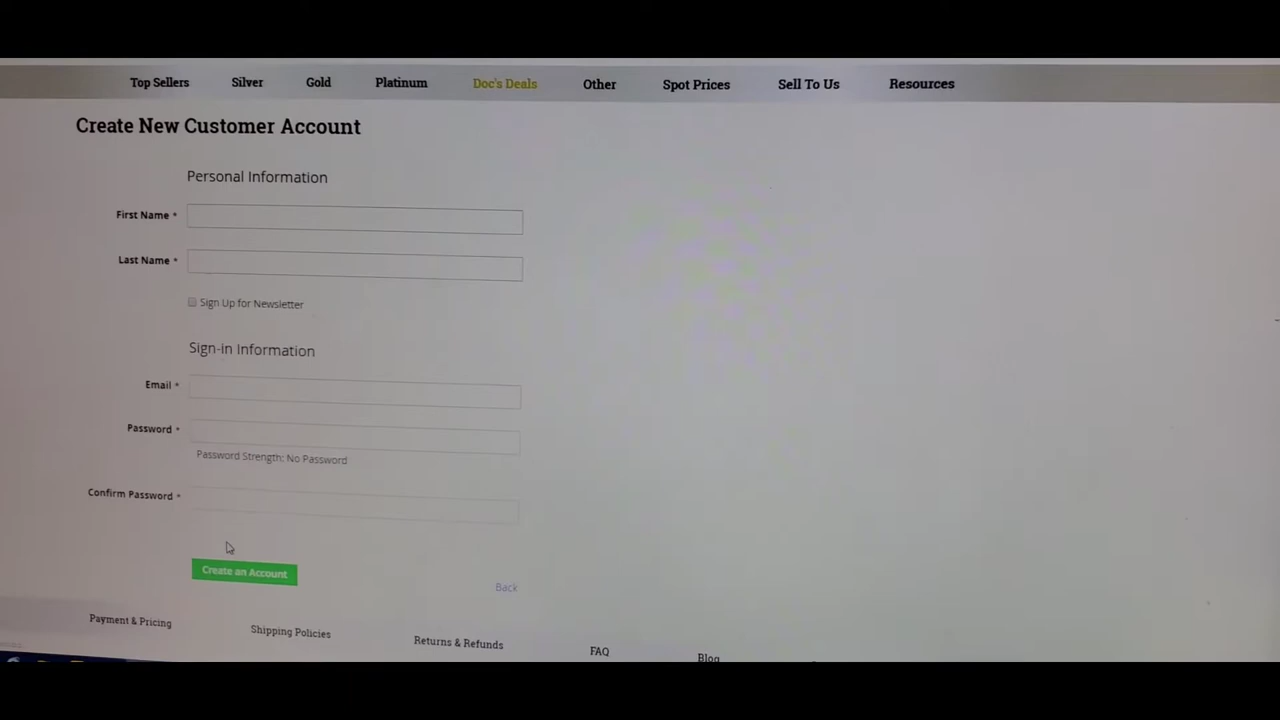 Top Sellers Silver Gold Platinum Doc's Deals Other Spot Prices Sell To Us Resources
Create New Customer Account
Personal Information
First Name *
Last Name *
Sign Up for Newsletter
Sign-in Information
Email *
Password *
Password Strength: No Password
Confirm Password *
Create an Account
Back
Payment & Pricing Shipping Policies Returns & Refunds FAQ Blog